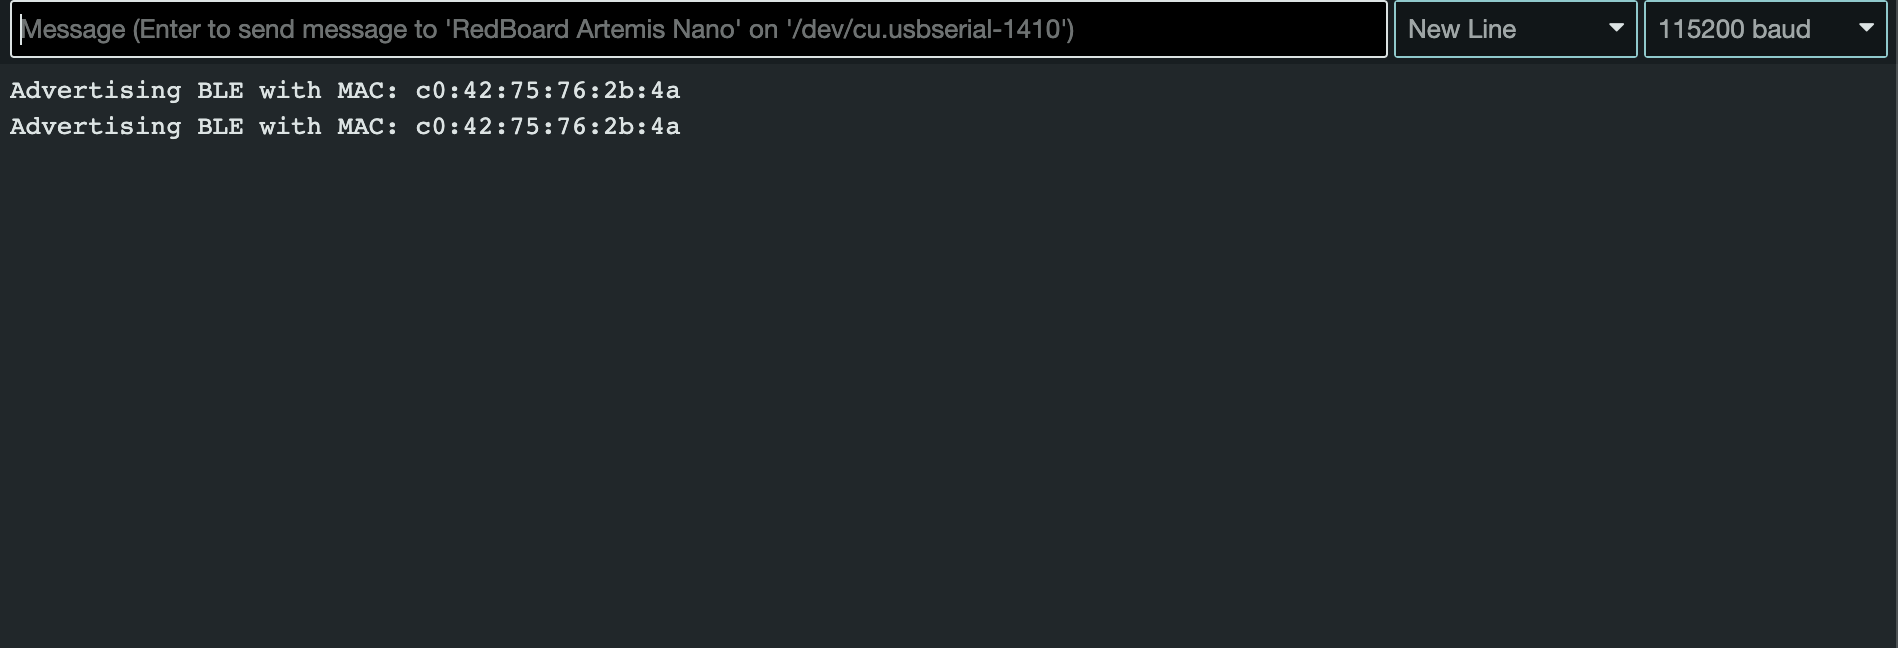 Message (Enter to send message to 'RedBoard Artemis Nano' on '/dev/cu.usbserial-1410') New Line 115200 baud
Advertising BLE with MAC: c0:42:75:76:2b:4a
Advertising BLE with MAC: c0:42:75:76:2b:4a